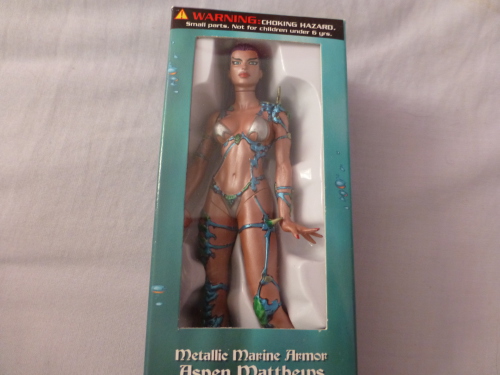 WARNING: CHOKING HAZARD.
Small parts. Not for children under 6 yrs.
Metallic Marine Armor
Aspen Matthews